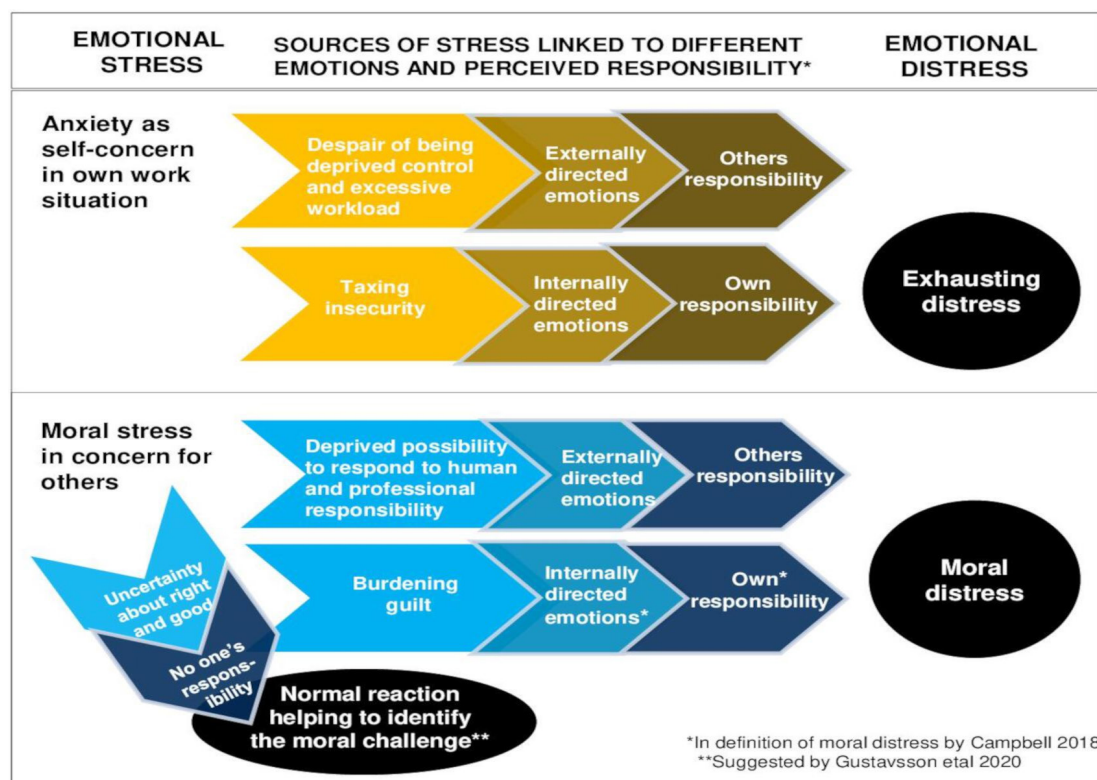 EMOTIONAL
STRESS
SOURCES OF STRESS LINKED TO DIFFERENT
EMOTIONS AND PERCEIVED RESPONSIBILITY*
EMOTIONAL
DISTRESS
Anxiety as
self-concern
in own work
situation
Despair of being
deprived control
and excessive
workload
Externally
directed
emotions
Others
responsibility
Taxing
insecurity
Internally
directed
emotions
Own
responsibility
Exhausting
distress
Moral stress
in concern for
others
Deprived possibility
to respond to human
and professional
responsibility
Externally
directed
emotions
Others
responsibility
Uncertainty
about right
and good
No one's
respons-
ibility
Burdening
guilt
Internally
directed
emotions*
Own*
responsibility
Moral
distress
Normal reaction
helping to identify
the moral challenge**
*In definition of moral distress by Campbell 2018
**Suggested by Gustavsson etal 2020